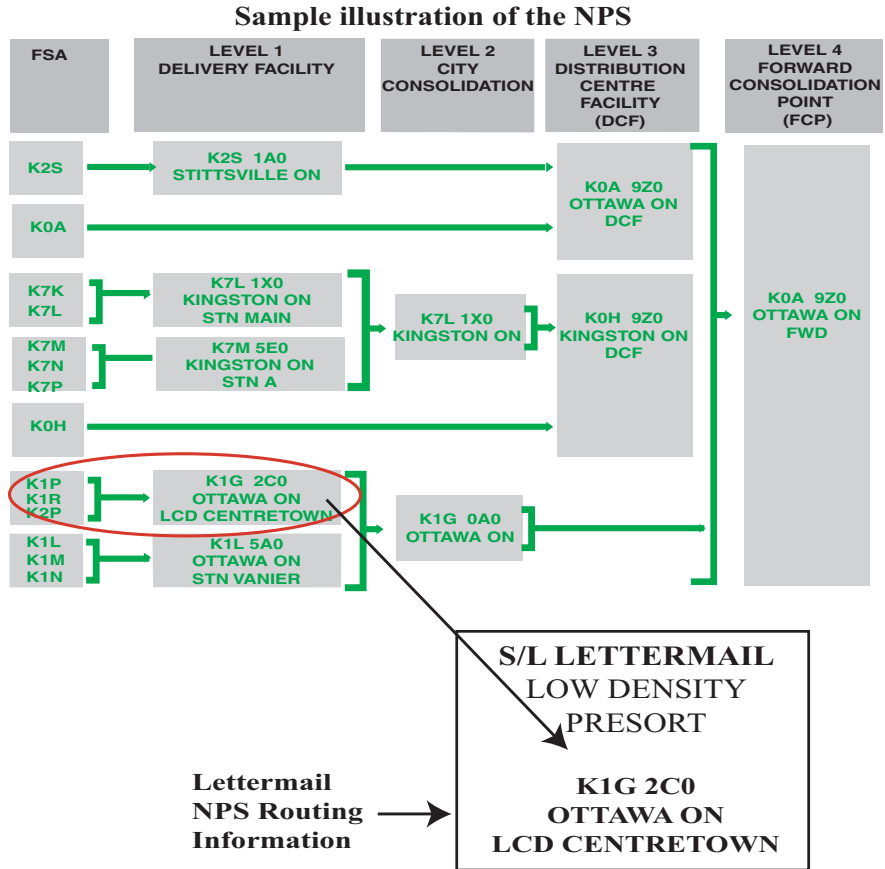 Sample illustration of the NPS
FSA
LEVEL 1
DELIVERY FACILITY
LEVEL 2
CITY
CONSOLIDATION
LEVEL 3
DISTRIBUTION
CENTRE
FACILITY
(DCF)
LEVEL 4
FORWARD
CONSOLIDATION
POINT
(FCP)
K2S
K2S 1A0
STITTSVILLE ON
K0A 9Z0
OTTAWA ON
DCF
K0A
K7K
K7L
K7L 1X0
KINGSTON ON
STN MAIN
K7M
K7N
K7P
K7M 5E0
KINGSTON ON
STN A
K7L 1X0
KINGSTON ON
K0H 9Z0
KINGSTON ON
DCF
K0A 9Z0
OTTAWA ON
FWD
K0H
K1P
K1R
K2P
K1G 2C0
OTTAWA ON
LCD CENTRETOWN
K1L
K1M
K1N
K1L 5A0
OTTAWA ON
STN VANIER
K1G 0A0
OTTAWA ON
S/L LETTERMAIL
LOW DENSITY
PRESORT
K1G 2C0
OTTAWA ON
LCD CENTRETOWN
Lettermail
NPS Routing
Information